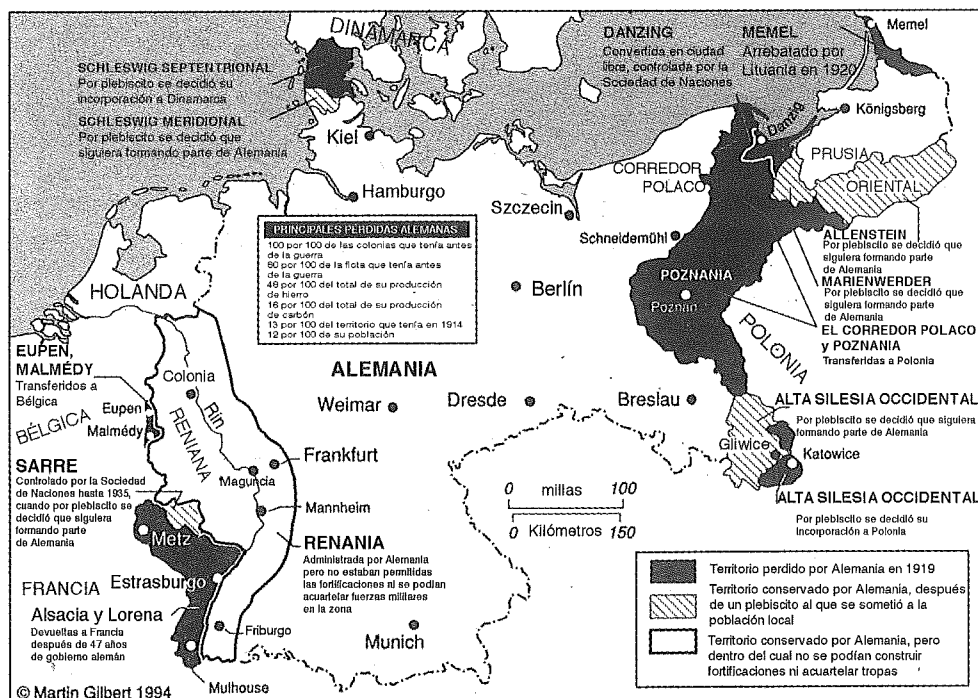 DINAMARCA
SCHLESWIG SEPTENTRIONAL
Por plebiscito se decidió su
incorporación a Dinamarca
SCHLESWIG MERIDIONAL
Por plebiscito se decidió que
siguiera formando parte de Alemania
Kiel
Hamburgo
DANZING
Convertida en ciudad
libre, controlada por la
Sociedad de Naciones
MEMEL
Arrebatado por
Lituania en 1920
Memel
Königsberg
Danzig
PRUSIA
ORIENTAL
CORREDOR
POLACO
Szczecin
Schneidemühl
ALLENSTEIN
Por plebiscito se decidió que
siguiera formando parte
de Alemania
MARIENWERDER
Por plebiscito se decidió que
siguiera formando parte
de Alemania
EL CORREDOR POLACO
y POZNANIA
Transferidas a Polonia
POZNANIA
Poznan
POLONIA
PRINCIPALES PÉRDIDAS ALEMANAS
100 por 100 de las colonias que tenía antes
de la guerra
80 por 100 de la flota que tenía antes
de la guerra
48 por 100 del total de su producción
de hierro
16 por 100 del total de su producción
de carbón
13 por 100 del territorio que tenía en 1914
12 por 100 de su población
Berlín
HOLANDA
ALEMANIA
Weimar
Dresde
Breslau
EUPEN,
MALMÉDY
Transferidos a
Bélgica
Eupen
Malmédy
BÉLGICA
Colonia
Rin
RENIANA
Frankfurt
Maguncia
Mannheim
SARRE
Controlado por la Sociedad
de Naciones hasta 1935,
cuando por plebiscito se
decidió que siguiera
formando parte
de Alemania
Metz
FRANCIA
Estrasburgo
Alsacia y Lorena
Devueltas a Francia
después de 47 años
de gobierno alemán
Mulhouse
Friburgo
Munich
RENANIA
Administrada por Alemania
pero no estaban permitidas
las fortificaciones ni se podían
acuartelar fuerzas militares
en la zona
0 millas 100
0 Kilómetros 150
ALTA SILESIA OCCIDENTAL
Por plebiscito se decidió que siguiera
formando parte de Alemania
Gliwice
Katowice
ALTA SILESIA OCCIDENTAL
Por plebiscito se decidió su
incorporación a Polonia
Territorio perdido por Alemania en 1919
Territorio conservado por Alemania, después
de un plebiscito al que se sometió a la
población local
Territorio conservado por Alemania, pero
dentro del cual no se podían construir
fortificaciones ni acuartelar tropas
© Martin Gilbert 1994